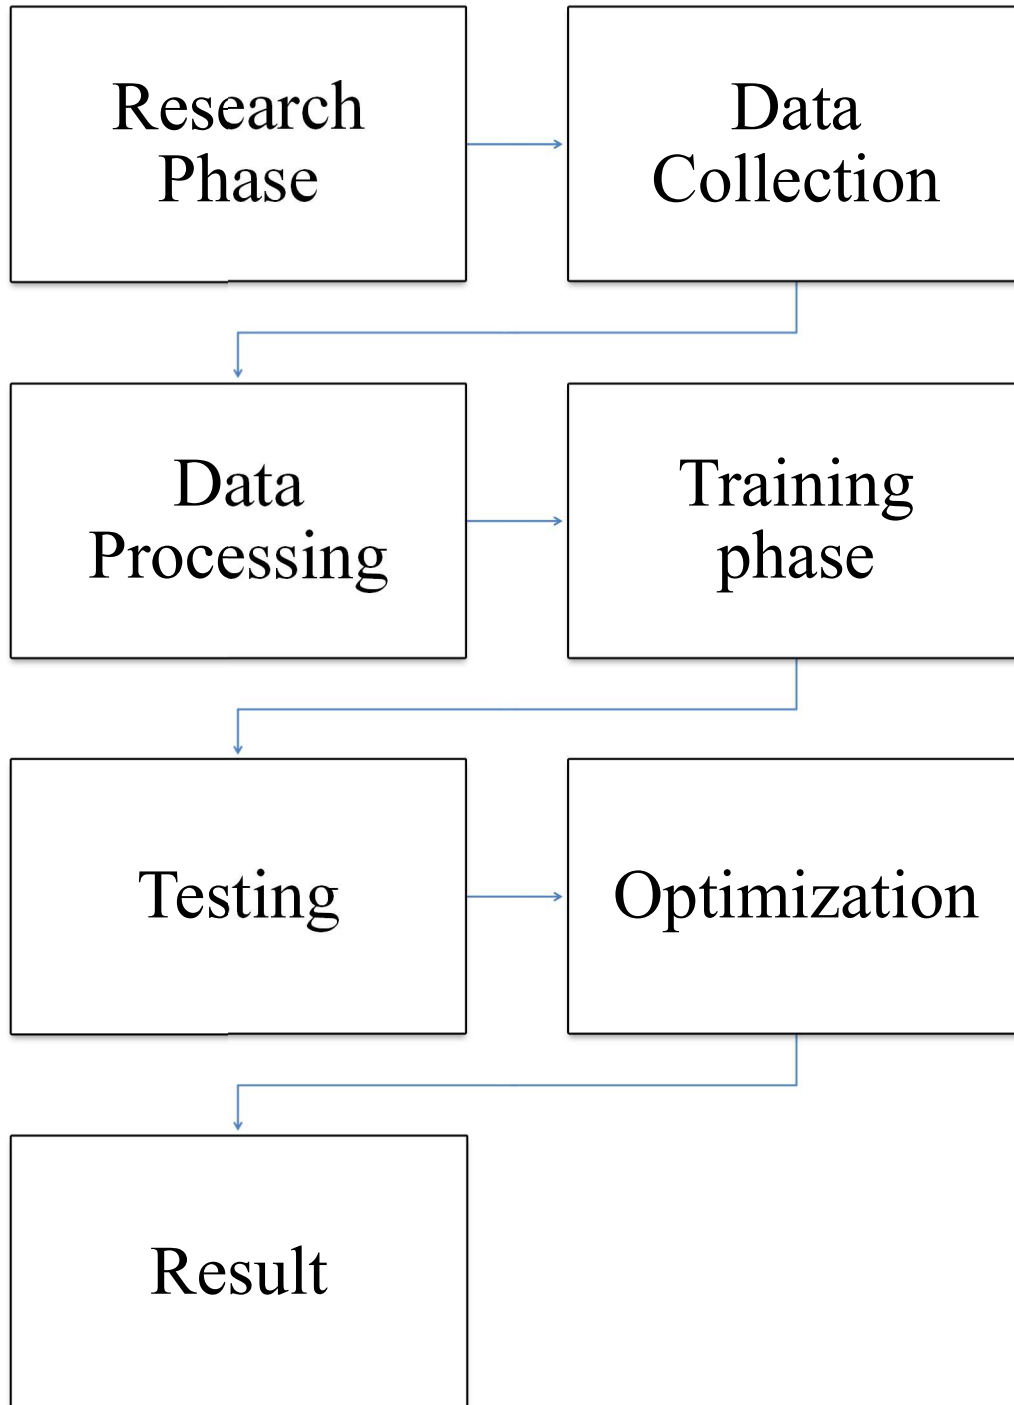 Research
Phase
Data
Collection
Data
Processing
Training
phase
Testing
Optimization
Result